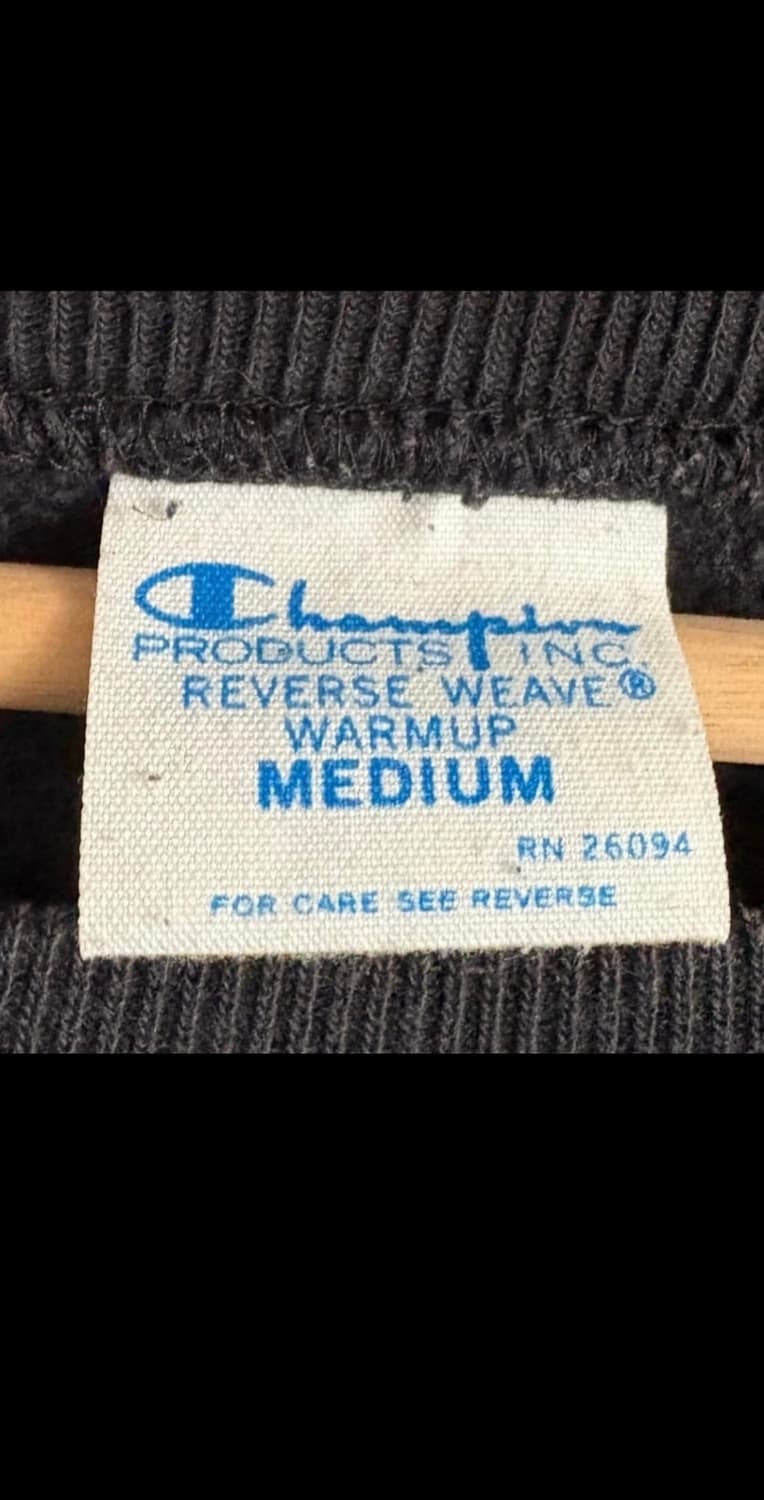 Champion
PRODUCTS INC.
REVERSE WEAVE®
WARMUP
MEDIUM
RN 26094
FOR CARE SEE REVERSE